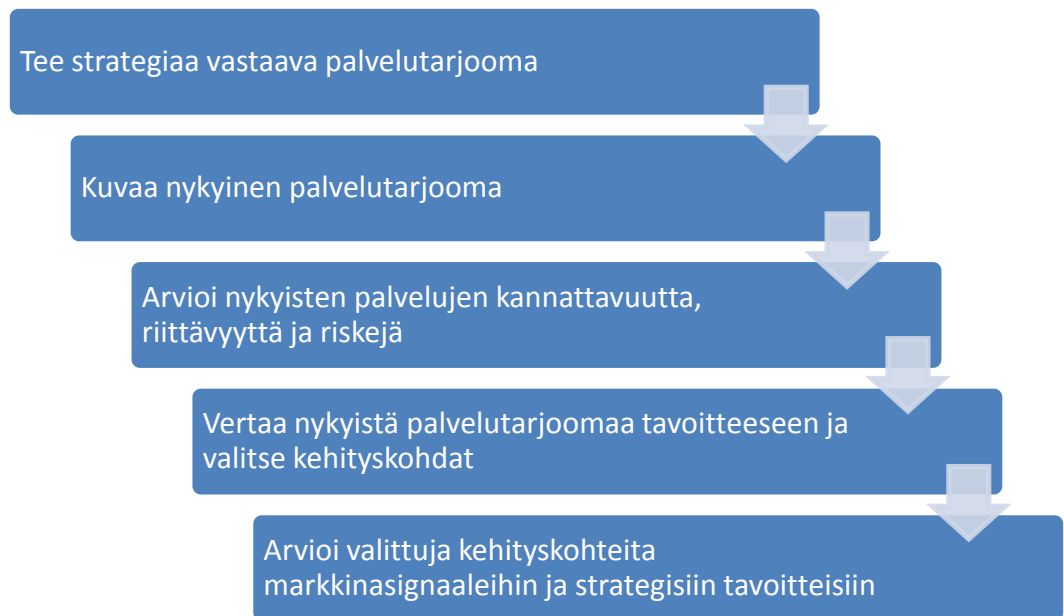 Tee strategiaa vastaava palvelutarjooma
Kuvaa nykyinen palvelutarjooma
Arvioi nykyisten palvelujen kannattavuutta,
riittävyyttä ja riskejä
Vertaa nykyistä palvelutarjoomaa tavoitteeseen ja
valitse kehityskohdat
Arvioi valittuja kehityskohteita
markkinasignaaleihin ja strategisiin tavoitteisiin